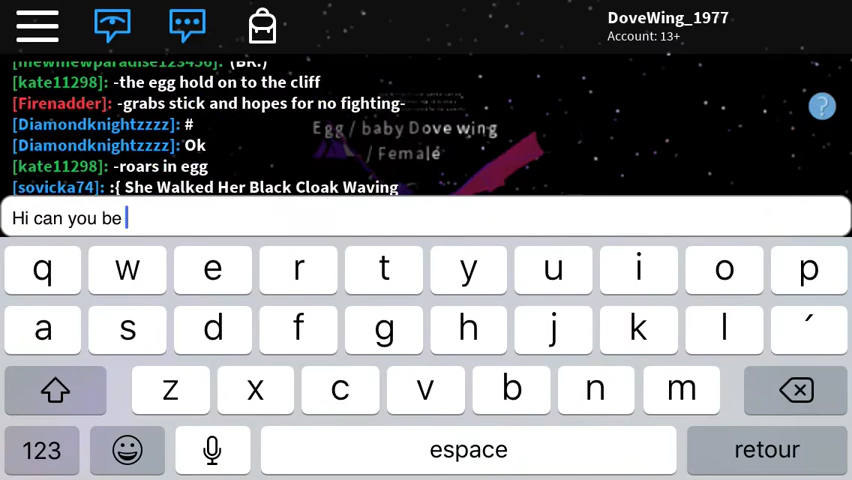 DoveWing_1977
Account: 13+
[mewmewparadise123456]: (BR.)
[kate11298]: -the egg hold on to the cliff
[Firenadder]: -grabs stick and hopes for no fighting-
[Diamondknightzzzz]: #
[Diamondknightzzzz]: Ok
[kate11298]: -roars in egg
[sovicka74]: :{ She Walked Her Black Cloak Waving
Egg / baby Dove wing
/ Female
?
Hi can you be
q w e r t y u i o p
a s d f g h j k l ´
z x c v b n m
123 espace retour